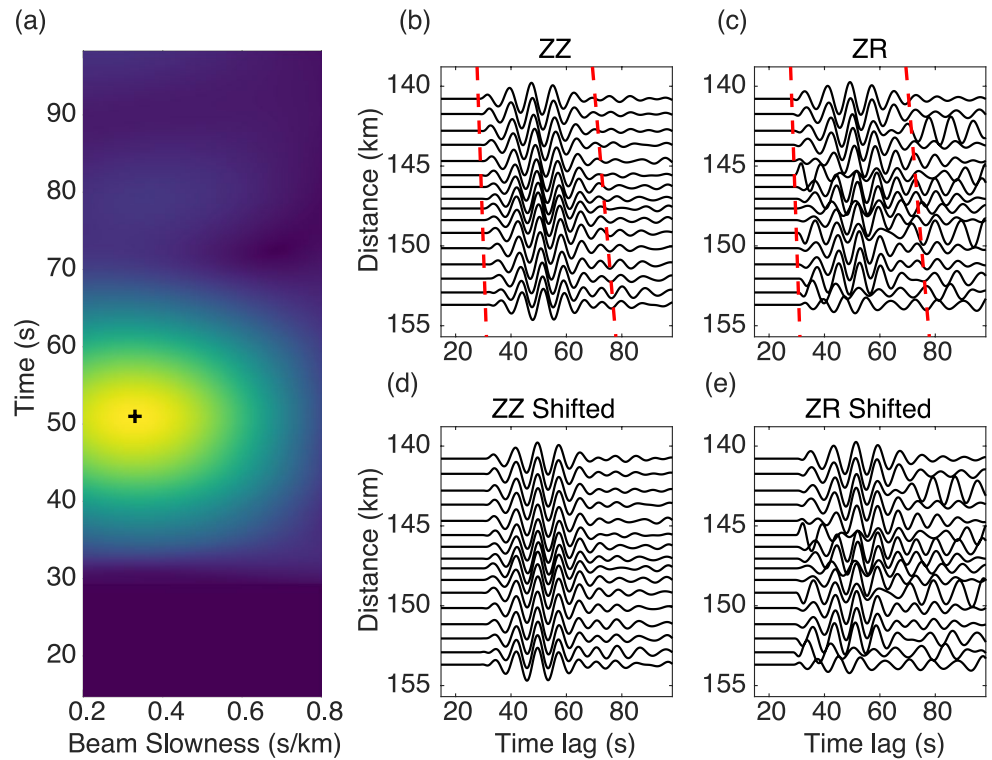 (a)
90
80
70
60
50
40
30
20
Time (s)
0.2 0.4 0.6 0.8
Beam Slowness (s/km)
(b)
ZZ
140
145
150
155
Distance (km)
20 40 60 80
(c)
ZR
140
145
150
155
20 40 60 80
(d)
ZZ Shifted
140
145
150
155
Distance (km)
20 40 60 80
Time lag (s)
(e)
ZR Shifted
140
145
150
155
20 40 60 80
Time lag (s)